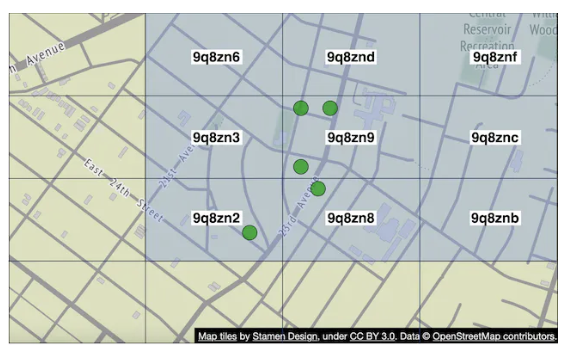 n Avenue
Central
Reservoir
Recreation
Area
Wood
9q8zn6
9q8znd
9q8znf
9q8zn3
9q8zn9
9q8znc
21st Ave
East 24th Street
23rd Avenue
9q8zn2
9q8zn8
9q8znb
Map tiles by Stamen Design, under CC BY 3.0. Data © OpenStreetMap contributors.